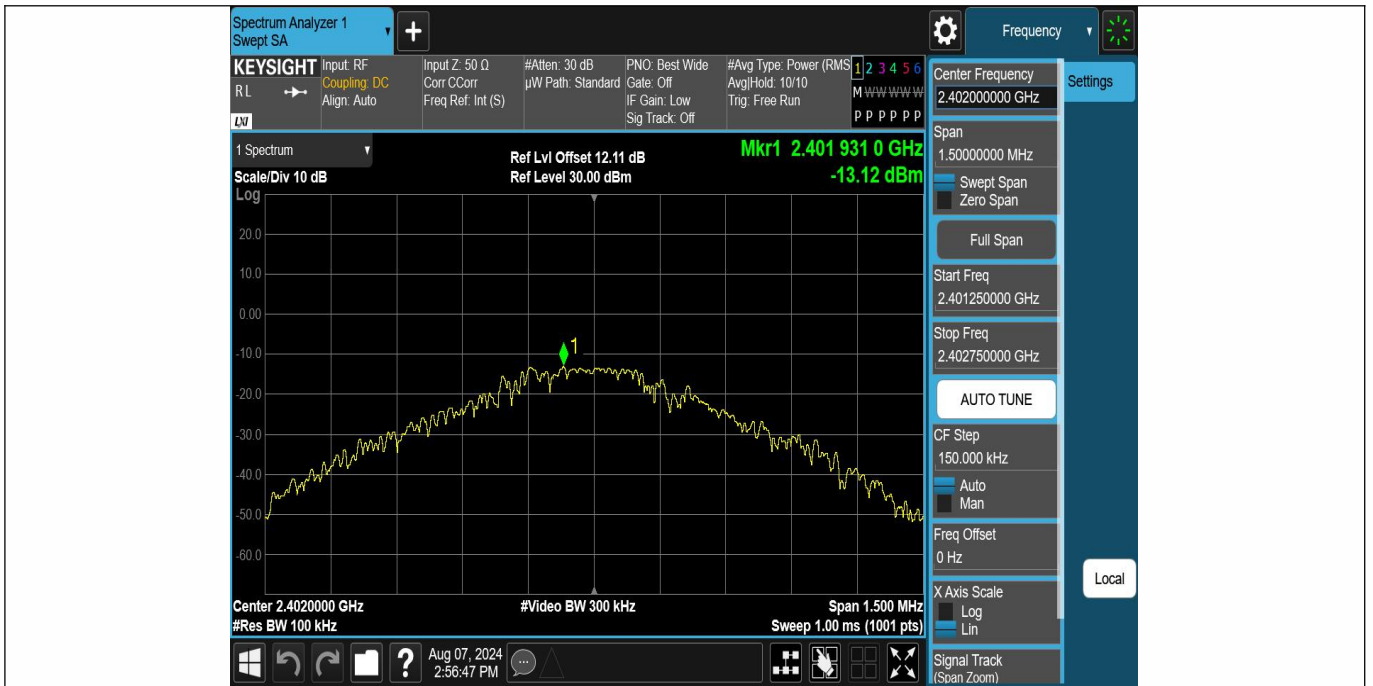 Spectrum Analyzer 1
Swept SA
+
Frequency
KEYSIGHT
RL
LXI
Input: RF
Coupling: DC
Align: Auto
Input Z: 50 Ω
Corr CCorr
Freq Ref: Int (S)
#Atten: 30 dB
µW Path: Standard
PNO: Best Wide
Gate: Off
IF Gain: Low
Sig Track: Off
#Avg Type: Power (RMS
Avg|Hold: 10/10
Trig: Free Run
1 2 3 4 5 6
M W W W W W
P P P P P P
1 Spectrum
Scale/Div 10 dB
Ref Lvl Offset 12.11 dB
Ref Level 30.00 dBm
Mkr1 2.401 931 0 GHz
-13.12 dBm
Log
20.0
10.0
0.00
-10.0
-20.0
-30.0
-40.0
-50.0
-60.0
1
Center 2.4020000 GHz
#Res BW 100 kHz
#Video BW 300 kHz
Span 1.500 MHz
Sweep 1.00 ms (1001 pts)
Center Frequency
2.402000000 GHz
Span
1.50000000 MHz
Swept Span
Zero Span
Full Span
Start Freq
2.401250000 GHz
Stop Freq
2.402750000 GHz
AUTO TUNE
CF Step
150.000 kHz
Auto
Man
Freq Offset
0 Hz
X Axis Scale
Log
Lin
Signal Track
(Span Zoom)
Settings
Local
?
Aug 07, 2024
2:56:47 PM